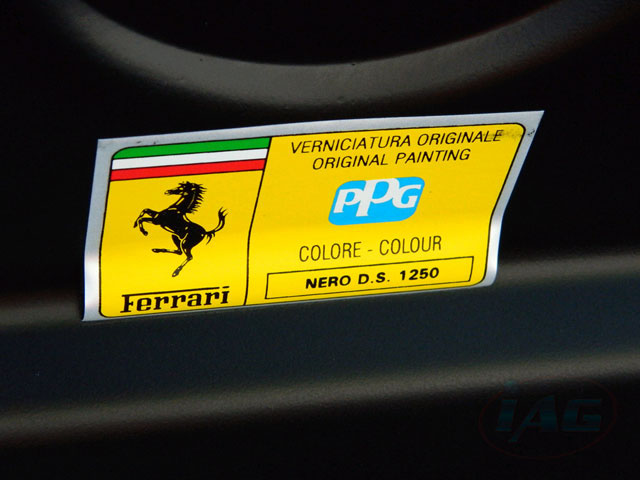 VERNICIATURA ORIGINALE
ORIGINAL PAINTING
PPG
COLORE - COLOUR
NERO D.S. 1250
Ferrari
iAG